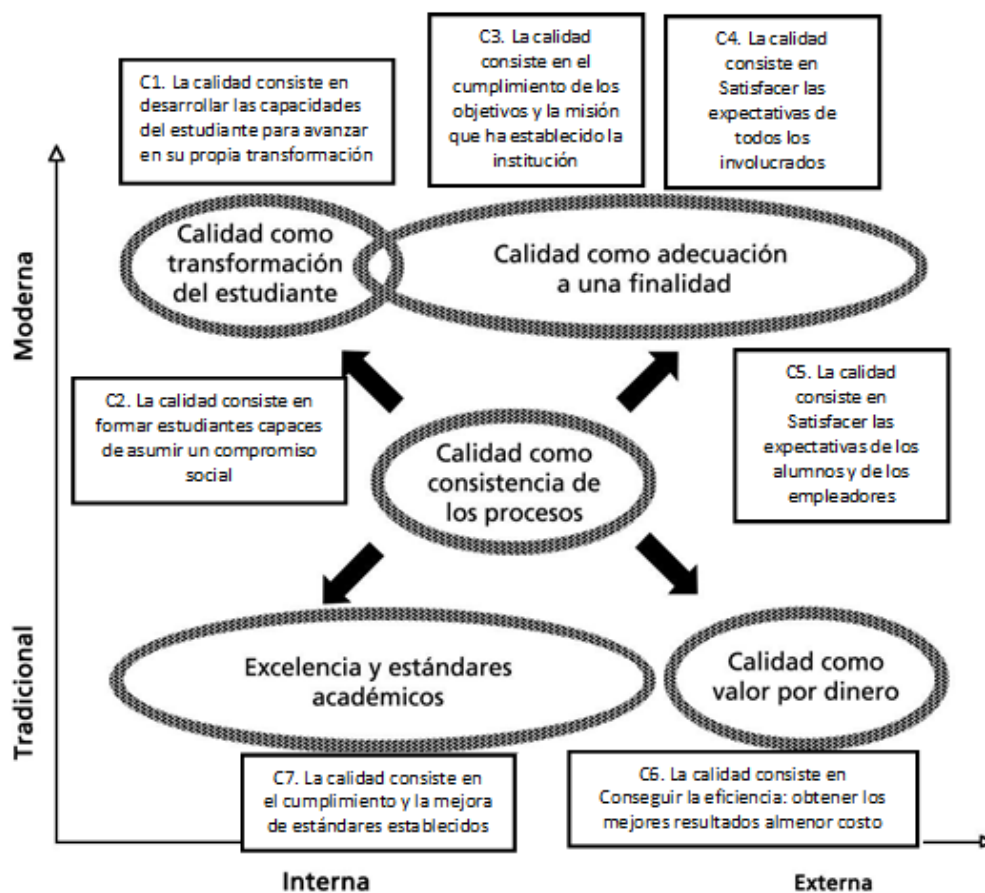 C1. La calidad consiste en
desarrollar las capacidades
del estudiante para avanzar
en su propia transformación
C3. La calidad
consiste en el
cumplimiento de los
objetivos y la misión
que ha establecido la
institución
C4. La calidad
consiste en
Satisfacer las
expectativas de
todos los
involucrados
Moderna
Calidad como
transformación
del estudiante
Calidad como adecuación
a una finalidad
C2. La calidad consiste en
formar estudiantes capaces
de asumir un compromiso
social
Calidad como
consistencia de
los procesos
C5. La calidad
consiste en
Satisfacer las
expectativas de los
alumnos y de los
empleadores
Tradicional
Excelencia y estándares
académicos
Calidad como
valor por dinero
C7. La calidad consiste en
el cumplimiento y la mejora
de estándares establecidos
C6. La calidad consiste en
Conseguir la eficiencia: obtener los
mejores resultados almenor costo
Interna
Externa